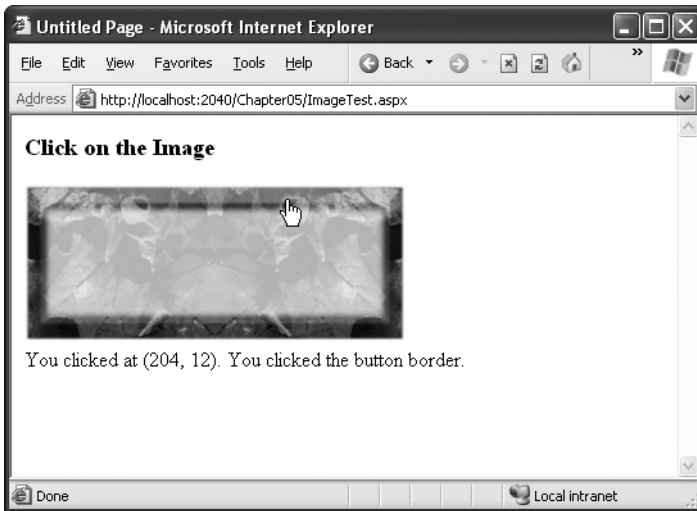 Untitled Page - Microsoft Internet Explorer
File Edit View Favorites Tools Help Back »
Address http://localhost:2040/Chapter05/ImageTest.aspx
Click on the Image
You clicked at (204, 12). You clicked the button border.
Done Local intranet